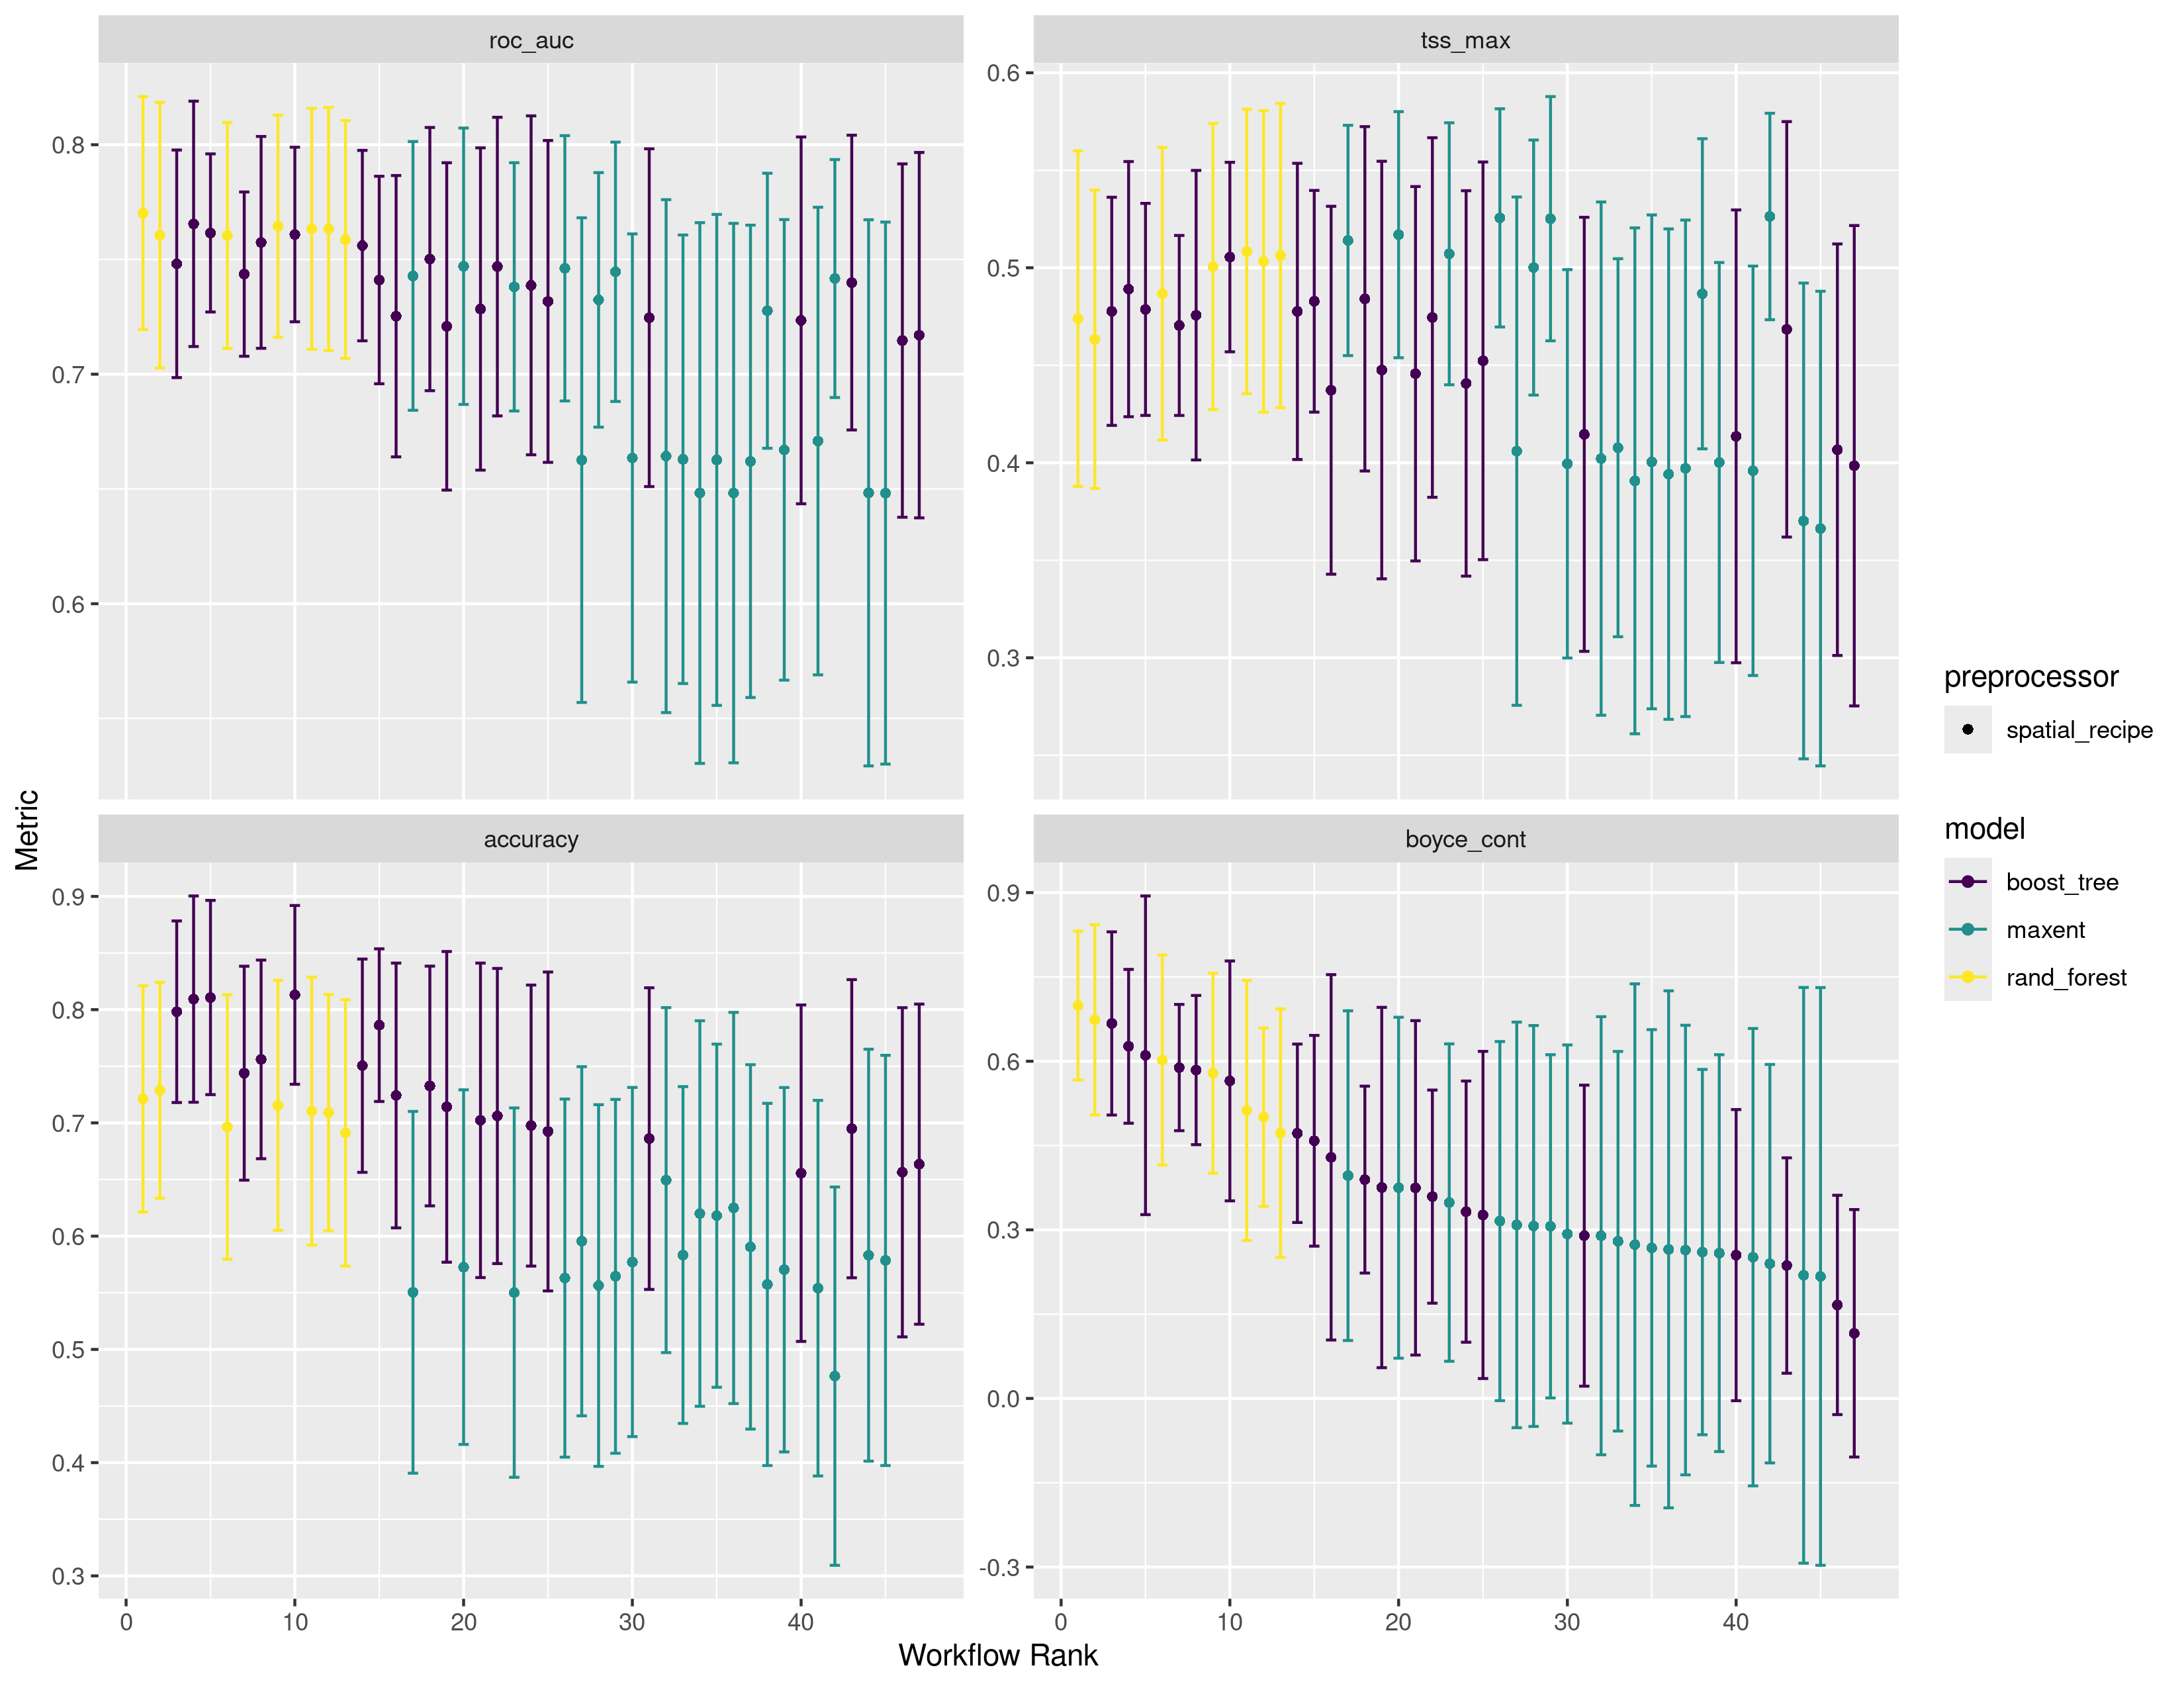 roc_auc
tss_max
0.8
0.7
0.6
0.6
0.5
0.4
0.3
Metric
accuracy
boyce_cont
0.9
0.8
0.7
0.6
0.5
0.4
0.3
0.9
0.6
0.3
0.0
-0.3
0 10 20 30 40
0 10 20 30 40
Workflow Rank
preprocessor
spatial_recipe
model
boost_tree
maxent
rand_forest